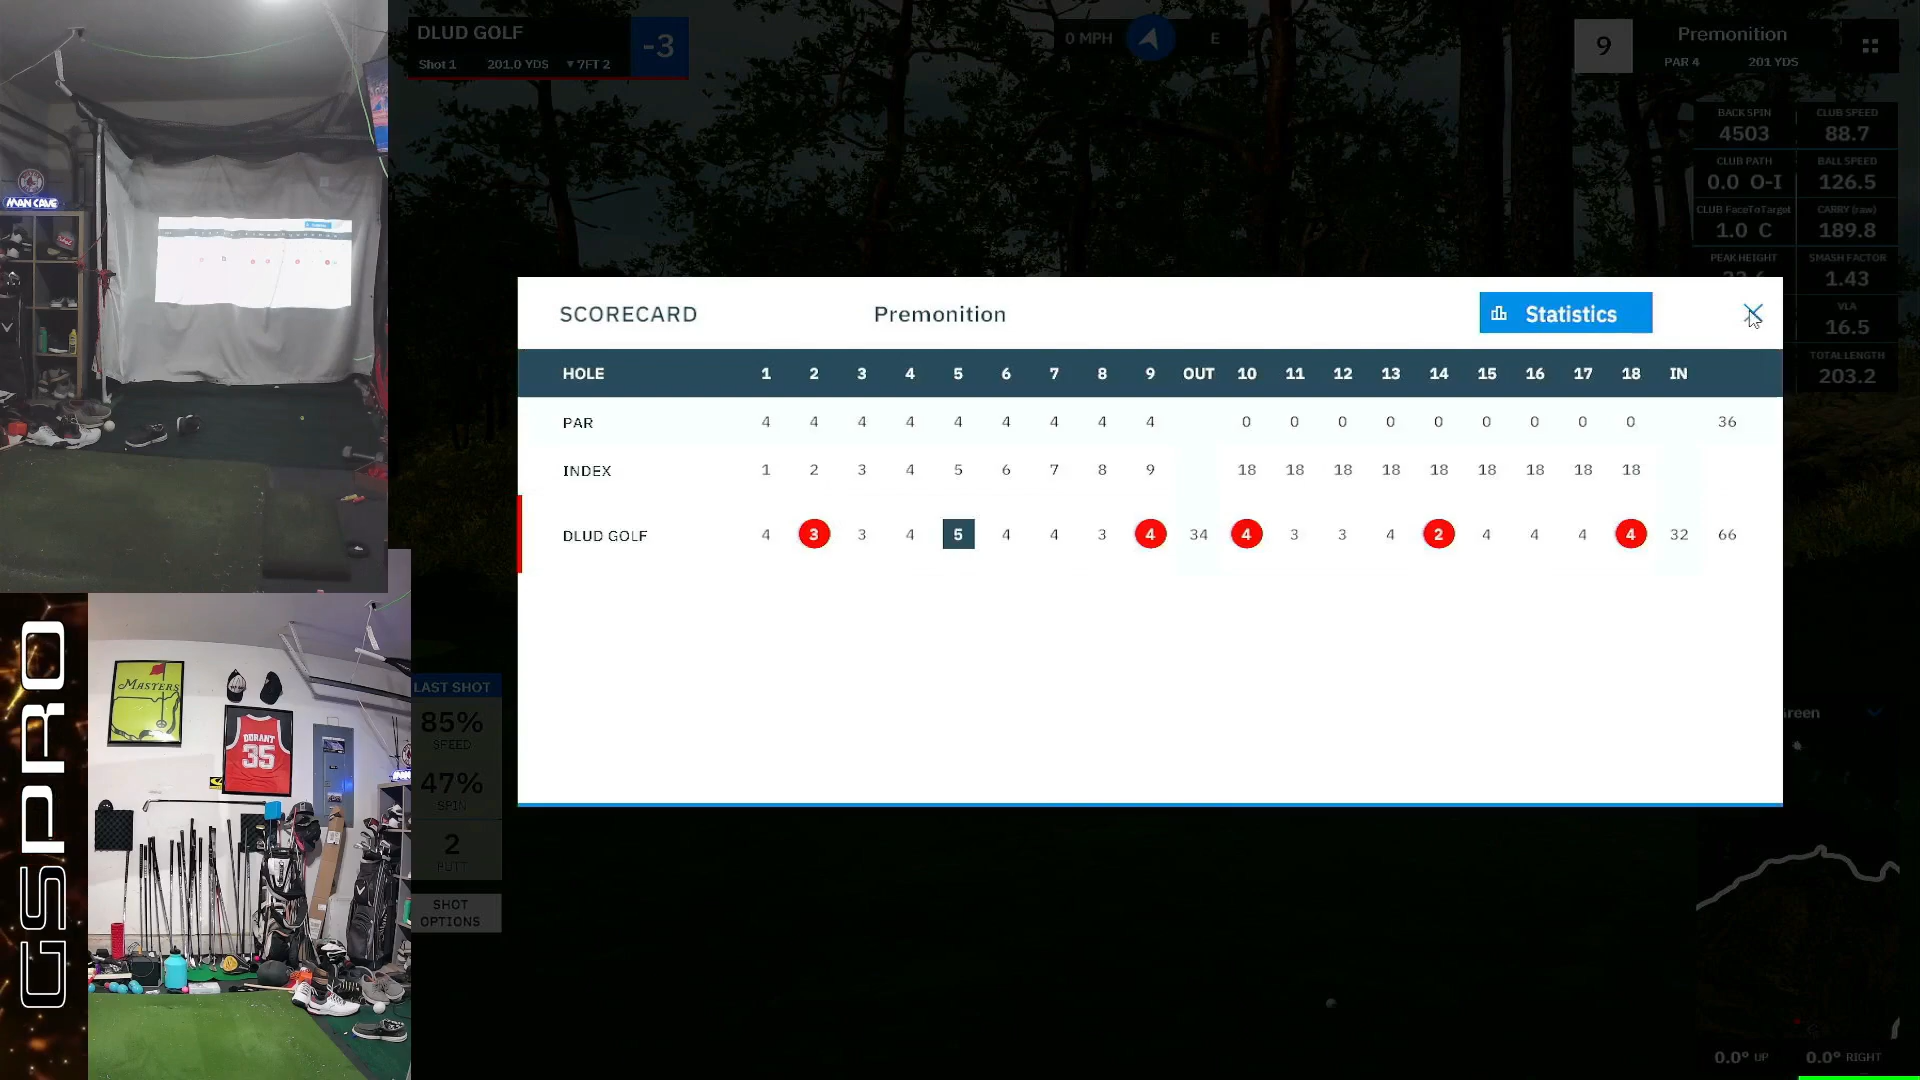 DLUD GOLF
-3
Shot 1 201.0 YDS ▼7FT 2
0 MPH E
9
Premonition
PAR 4 201 YDS
BACK SPIN
4503
CLUB SPEED
88.7
CLUB PATH
0.0 O-I
BALL SPEED
126.5
CLUB FaceToTarget
1.0 C
CARRY (raw)
189.8
PEAK HEIGHT
SMASH FACTOR
1.43
VLA
16.5
TOTAL LENGTH
203.2
MAN CAVE
SCORECARD Premonition Statistics
HOLE 1 2 3 4 5 6 7 8 9 OUT 10 11 12 13 14 15 16 17 18 IN
PAR 4 4 4 4 4 4 4 4 4 0 0 0 0 0 0 0 0 0 36
INDEX 1 2 3 4 5 6 7 8 9 18 18 18 18 18 18 18 18 18
DLUD GOLF 4 3 3 4 5 4 4 3 4 34 4 3 3 4 2 4 4 4 4 32 66
GSPRO
MASTERS
DURANT
35
LAST SHOT
85%
SPEED
47%
SPIN
2
PUTT
SHOT
OPTIONS
0.0° UP 0.0° RIGHT